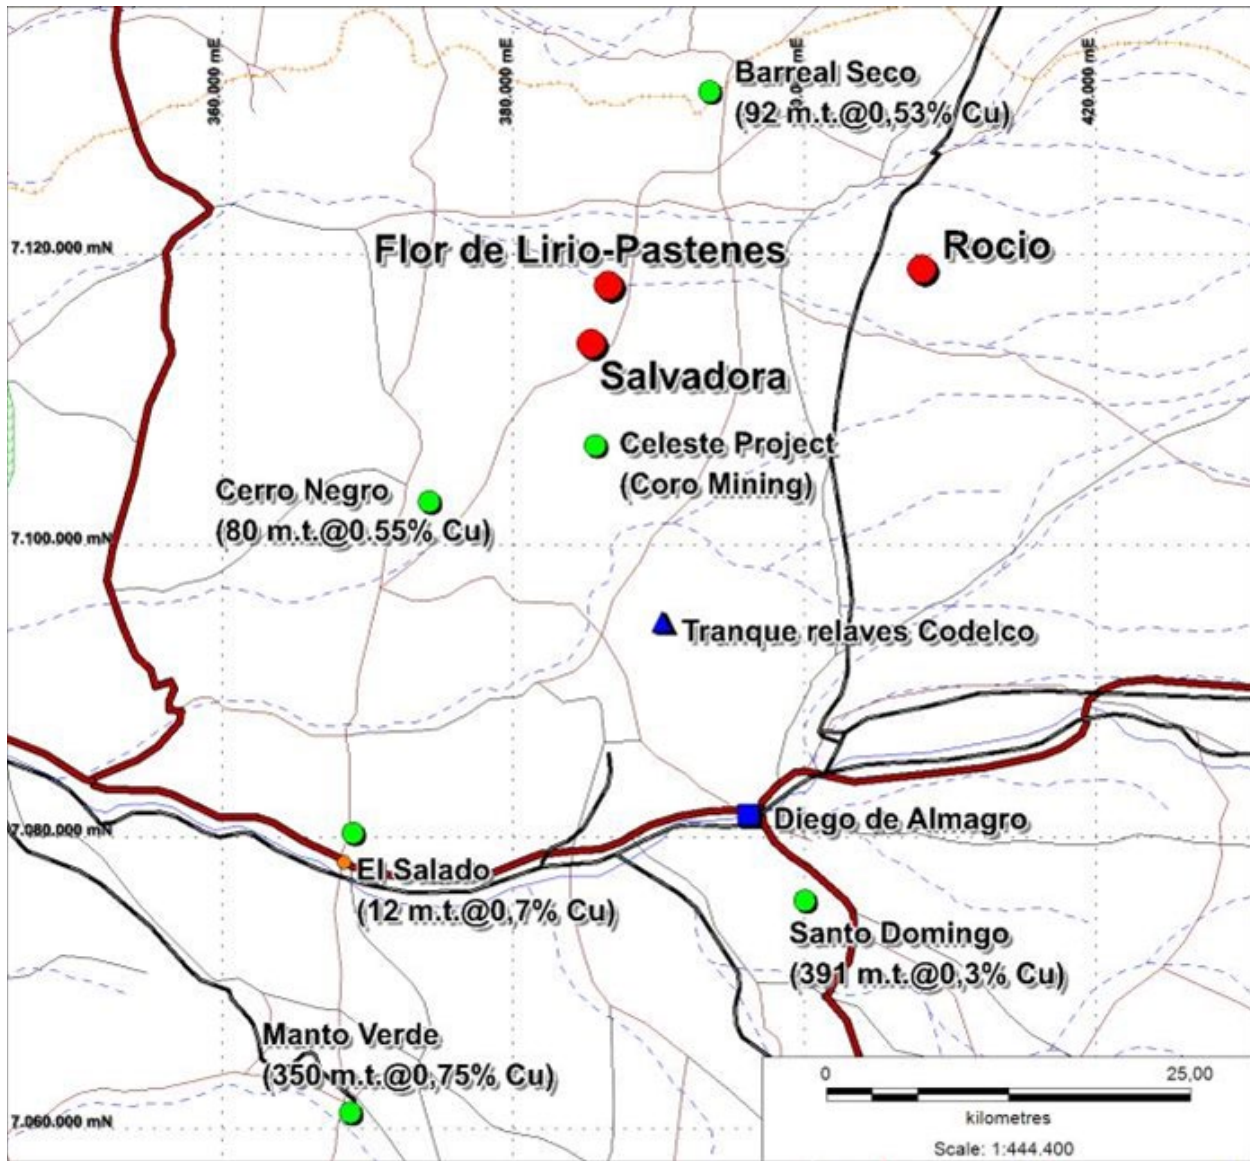 360.000 mE
380.000 mE
420.000 mE
Barreal Seco
(92 m.t.@0,53% Cu)
7.120.000 mN
Flor de Lirio-Pastenes
Rocio
Salvadora
Celeste Project
(Coro Mining)
Cerro Negro
(80 m.t.@0.55% Cu)
7.100.000 mN
Tranque relaves Codelco
Diego de Almagro
7.080.000 mN
El Salado
(12 m.t.@0,7% Cu)
Santo Domingo
(391 m.t.@0,3% Cu)
Manto Verde
(350 m.t.@0,75% Cu)
7.060.000 mN
0 25,00
kilometres
Scale: 1:444.400